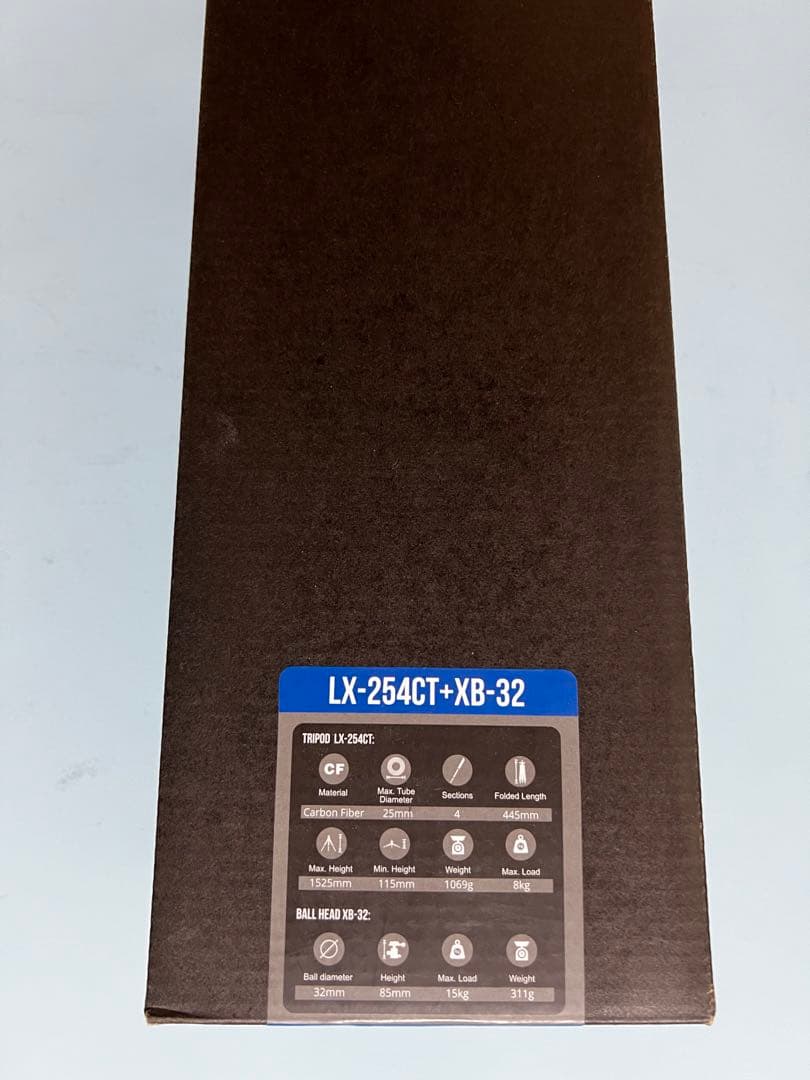 LX-254CT+XB-32
TRIPOD LX-254CT:
CF
Material Max. Tube Diameter Sections Folded Length
Carbon Fiber 25mm 4 445mm
Max. Height Min. Height Weight Max. Load
1525mm 115mm 1069g 8kg
BALL HEAD XB-32:
Ball diameter Height Max. Load Weight
32mm 85mm 15kg 311g